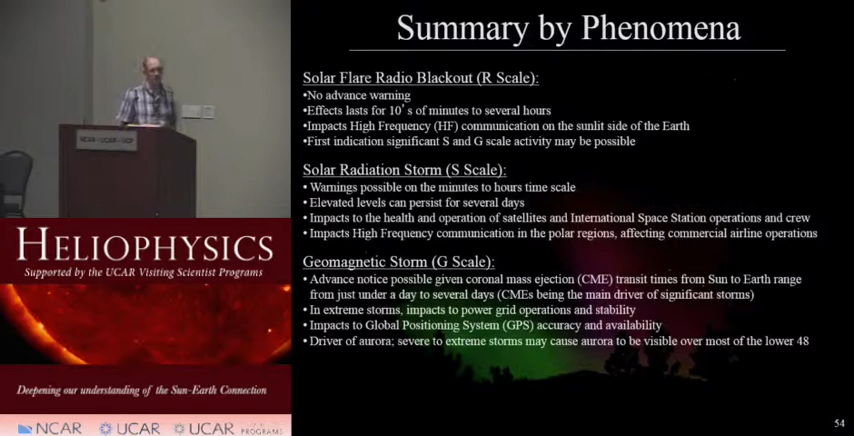 Summary by Phenomena
Solar Flare Radio Blackout (R Scale):
•No advance warning
•Effects lasts for 10's of minutes to several hours
•Impacts High Frequency (HF) communication on the sunlit side of the Earth
•First indication significant S and G scale activity may be possible
Solar Radiation Storm (S Scale):
• Warnings possible on the minutes to hours time scale
• Elevated levels can persist for several days
• Impacts to the health and operation of satellites and International Space Station operations and crew
• Impacts High Frequency communication in the polar regions, affecting commercial airline operations
Geomagnetic Storm (G Scale):
• Advance notice possible given coronal mass ejection (CME) transit times from Sun to Earth range
from just under a day to several days (CMEs being the main driver of significant storms)
• In extreme storms, impacts to power grid operations and stability
• Impacts to Global Positioning System (GPS) accuracy and availability
• Driver of aurora; severe to extreme storms may cause aurora to be visible over most of the lower 48
54
HELIOPHYSICS
Supported by the UCAR Visiting Scientist Programs
Deepening our understanding of the Sun-Earth Connection
NCAR UCAR UCAR PROGRAMS